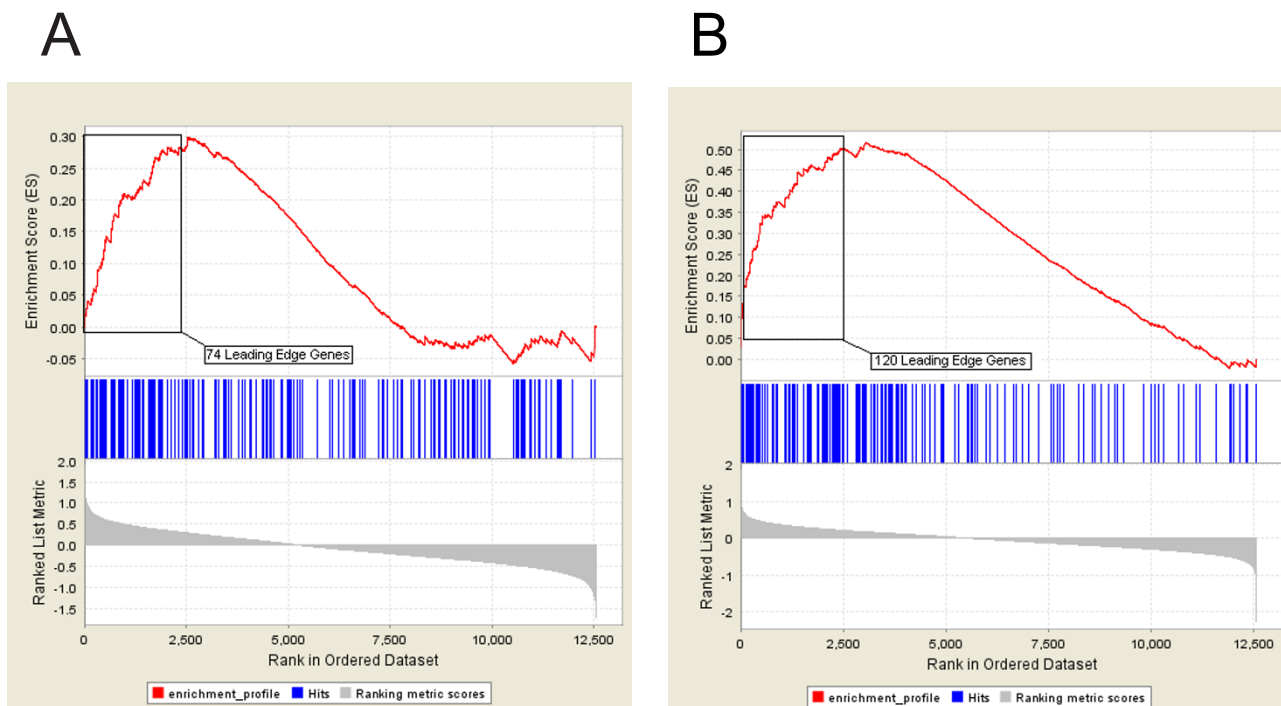 A
B
Enrichment Score (ES)
0.30
0.25
0.20
0.15
0.10
0.05
0.00
-0.05
74 Leading Edge Genes
Ranked List Metric
2.0
1.5
1.0
0.5
0.0
-0.5
-1.0
-1.5
0 2,500 5,000 7,500 10,000 12,500
Rank in Ordered Dataset
enrichment_profile Hits Ranking metric scores
Enrichment Score (ES)
0.50
0.45
0.40
0.35
0.30
0.25
0.20
0.15
0.10
0.05
0.00
120 Leading Edge Genes
Ranked List Metric
2
1
0
-1
-2
0 2,500 5,000 7,500 10,000 12,500
Rank in Ordered Dataset
enrichment_profile Hits Ranking metric scores